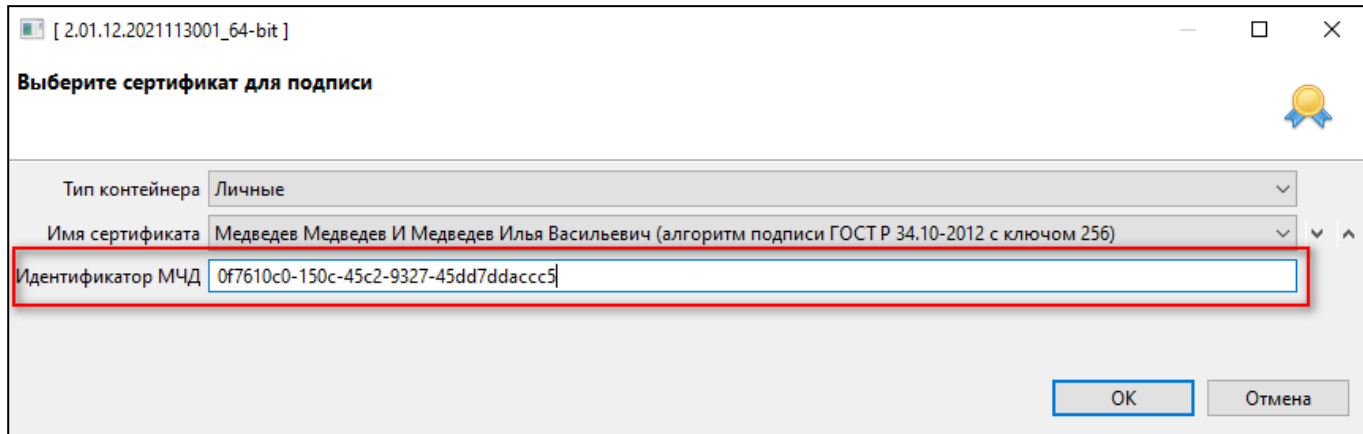 [ 2.01.12.2021113001_64-bit ]
Выберите сертификат для подписи
Тип контейнера Личные
Имя сертификата Медведев Медведев И Медведев Илья Васильевич (алгоритм подписи ГОСТ Р 34.10-2012 с ключом 256)
Идентификатор МЧД 0f7610c0-150c-45c2-9327-45dd7ddaccc5
ОК Отмена